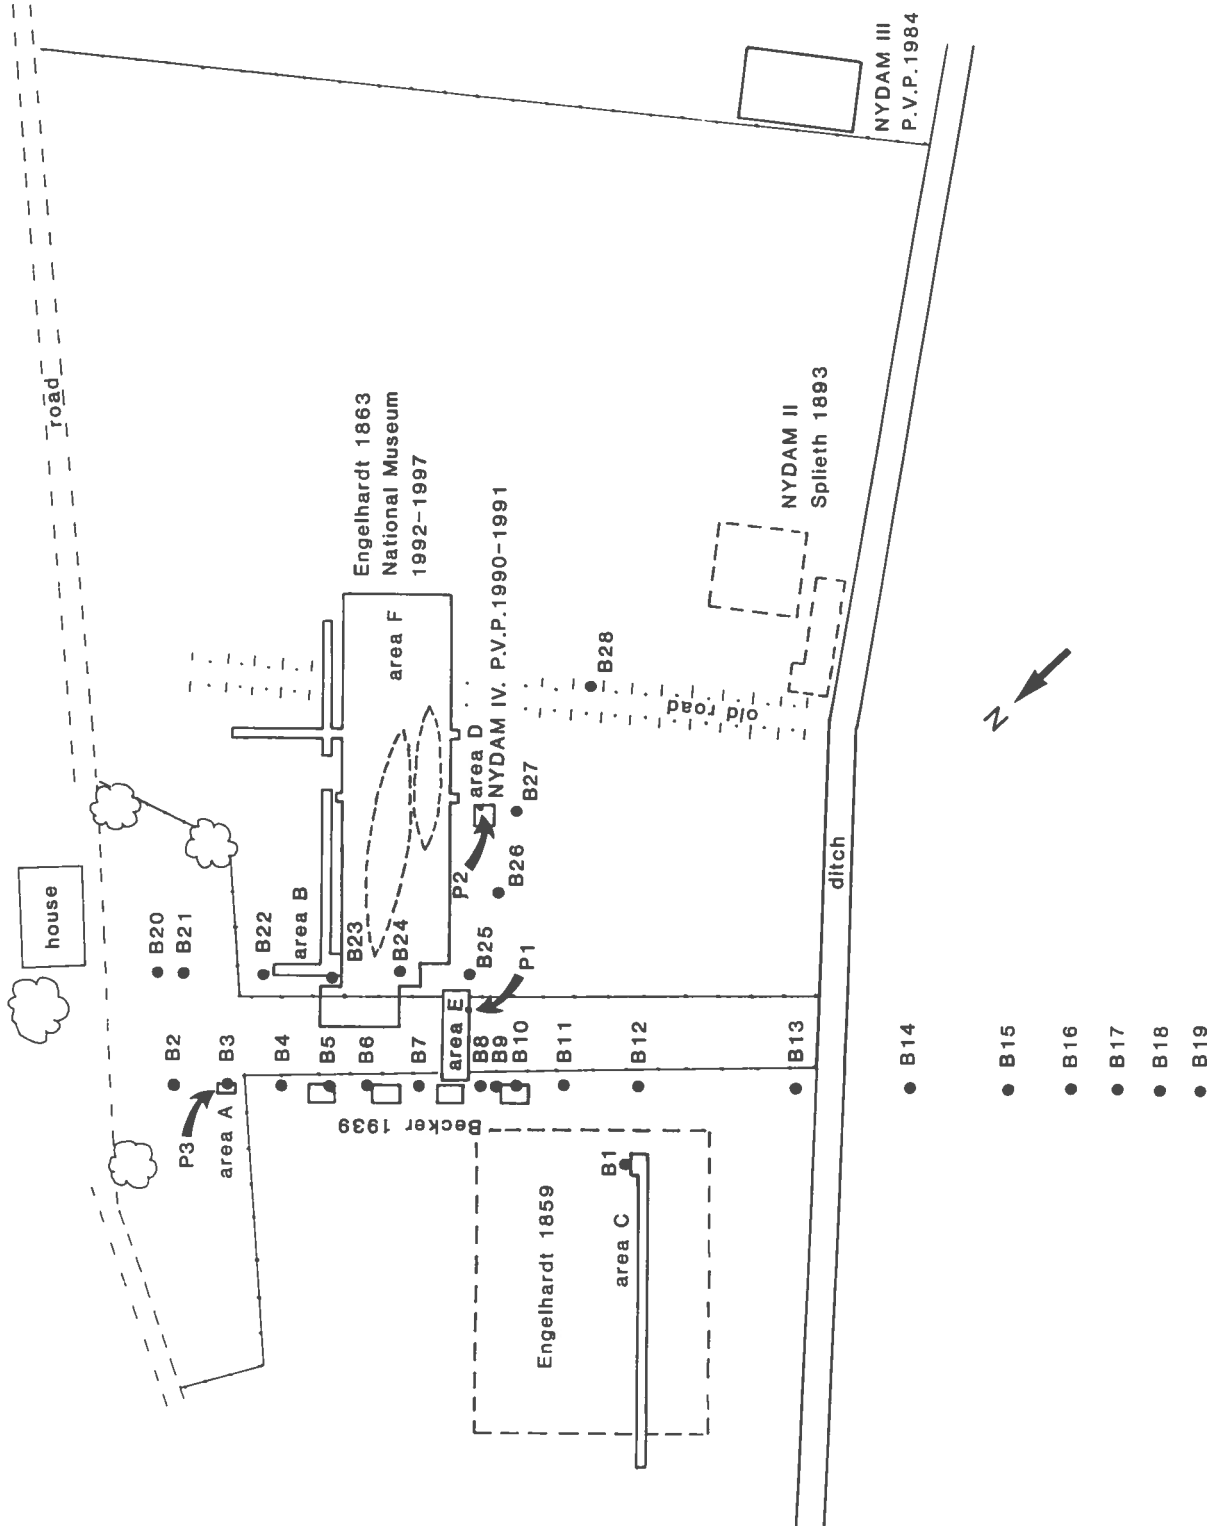 road
house
NYDAM III
P.V.P.1984
Engelhardt 1863
National Museum
1992–1997
area F
NYDAM II
Splieth 1893
area D
NYDAM IV. P.V.P.1990–1991
old road
ditch
N
area B
area E
area A
Becker 1939
Engelhardt 1859
area C
P1
P2
P3
B1
B2
B3
B4
B5
B6
B7
B8
B9
B10
B11
B12
B13
B14
B15
B16
B17
B18
B19
B20
B21
B22
B23
B24
B25
B26
B27
B28